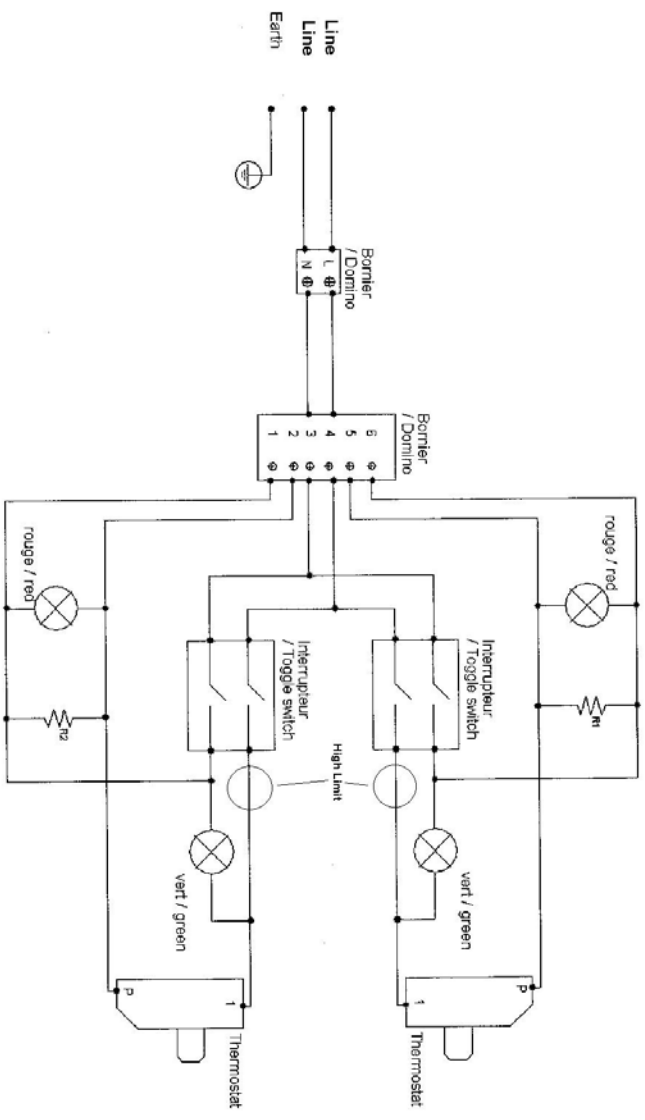 Line
Line
Earth
Bornier
/ Domino
L
N
Bornier
/ Domino
6
5
4
3
2
1
rouge / red
R1
Interrupteur
/ Toggle switch
vert / green
P
1
Thermostat
High Limit
Interrupteur
/ Toggle switch
vert / green
rouge / red
R2
1
P
Thermostat